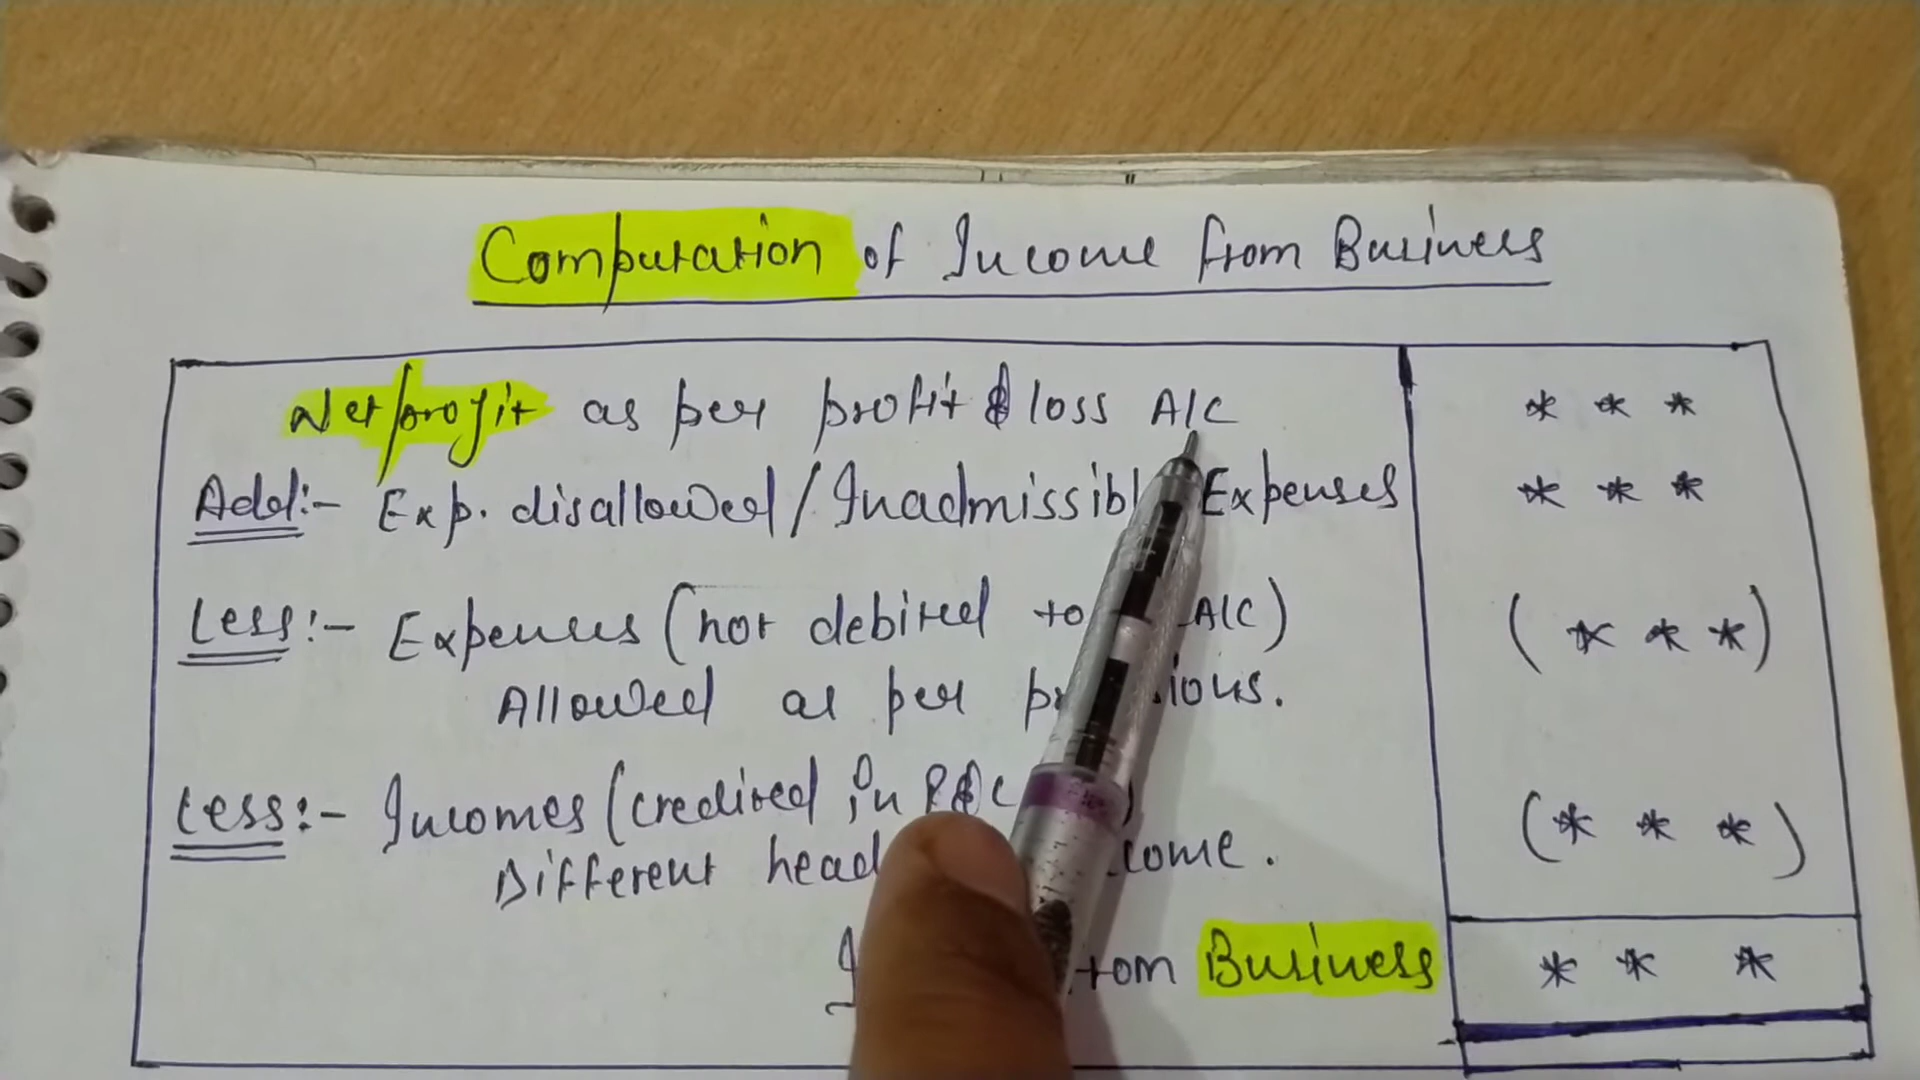 Computation of Income from Business
Net profit as per profit & loss A/C * * *
Add:- Exp. disallowed / Inadmissibl Expenses * * *
Less:- Expenses (not debited to A/C) (* * *)
Allowed as per
Less:- Incomes (credited in P&L (* * *)
Different head
from Business * * *